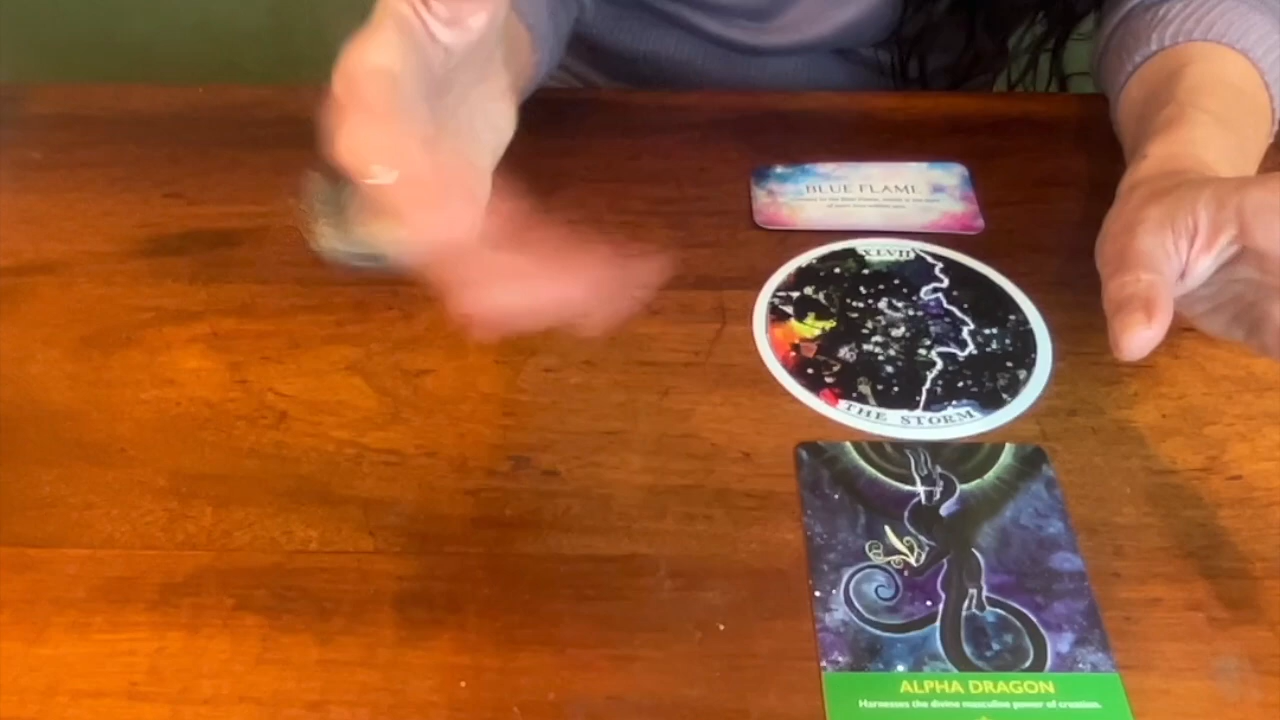 BLUE FLAME
XLVII
THE STORM
ALPHA DRAGON
Harnesses the divine masculine power of creation.